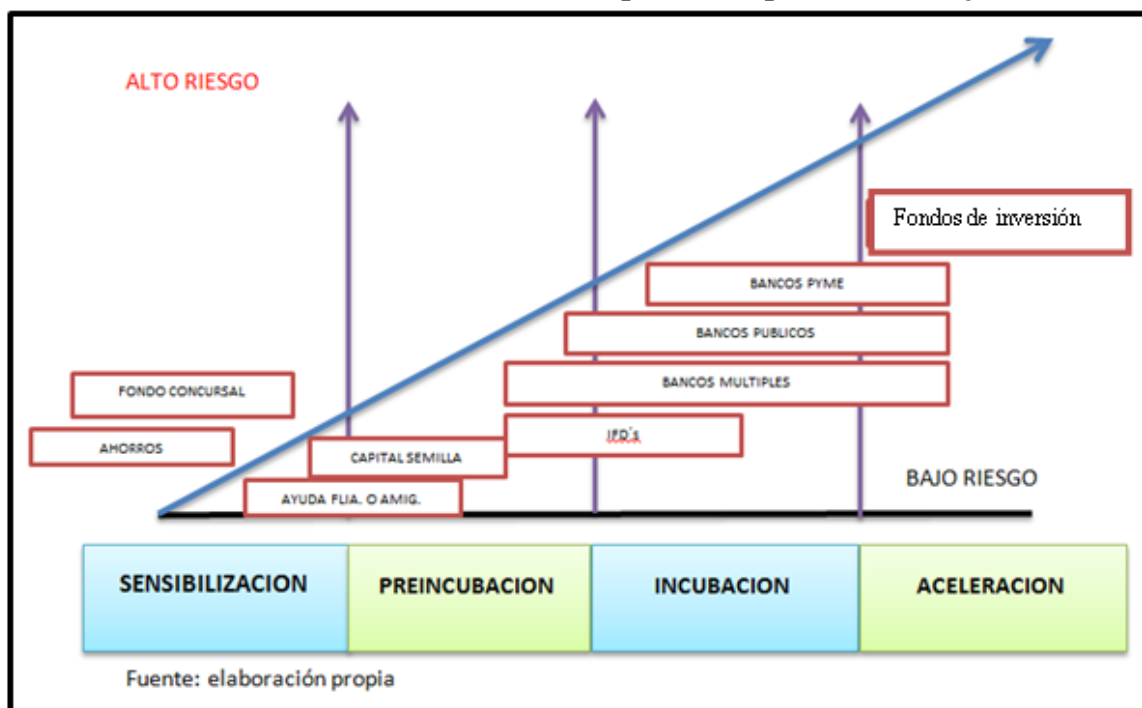 ALTO RIESGO
Fondos de inversión
BANCOS PYME
BANCOS PUBLICOS
FONDO CONCURSAL
BANCOS MULTIPLES
AHORROS
IFD´s
CAPITAL SEMILLA
BAJO RIESGO
AYUDA FLIA. O AMIG.
SENSIBILIZACION
PREINCUBACION
INCUBACION
ACELERACION
Fuente: elaboración propia